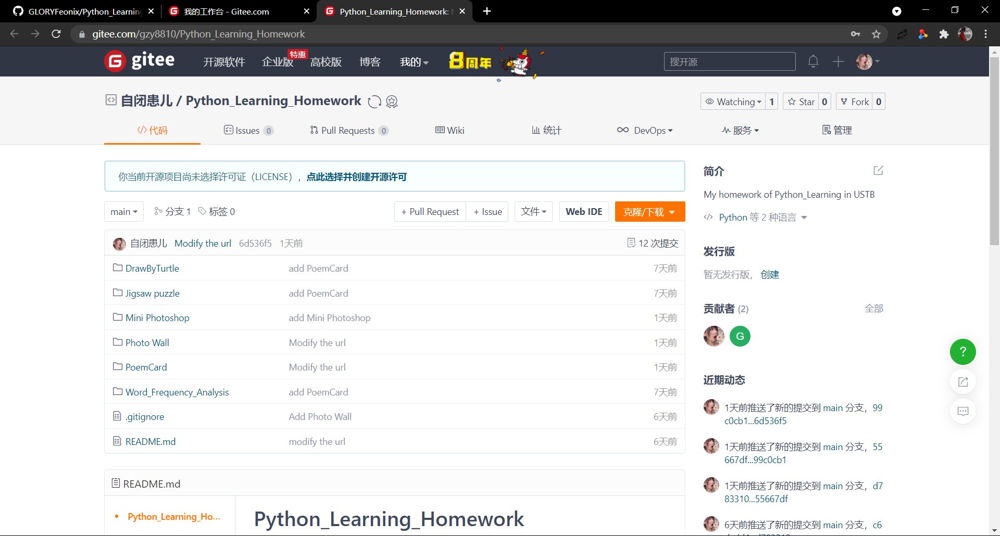 GLORYFeonix/Python_Learning
我的工作台 - Gitee.com
Python_Learning_Homework:
gitee.com/gzy8810/Python_Learning_Homework
gitee
开源软件
企业版
特惠
高校版
博客
我的
8周年
搜开源
自闭患儿 / Python_Learning_Homework
Watching 1
Star 0
Fork 0
代码
Issues 0
Pull Requests 0
Wiki
统计
DevOps
服务
管理
你当前开源项目尚未选择许可证（LICENSE），点此选择并创建开源许可
main
分支 1
标签 0
+ Pull Request
+ Issue
文件
Web IDE
克隆/下载
自闭患儿 Modify the url 6d536f5 1天前
12 次提交
DrawByTurtle add PoemCard 7天前
Jigsaw puzzle add PoemCard 7天前
Mini Photoshop add Mini Photoshop 1天前
Photo Wall Modify the url 1天前
PoemCard Modify the url 1天前
Word_Frequency_Analysis add PoemCard 7天前
.gitignore Add Photo Wall 6天前
README.md modify the url 6天前
README.md
Python_Learning_Ho...
Python_Learning_Homework
简介
My homework of Python_Learning in USTB
Python 等 2 种语言
发行版
暂无发行版， 创建
贡献者 (2) 全部
G
近期动态
1天前推送了新的提交到 main 分支，99
c0cb1...6d536f5
1天前推送了新的提交到 main 分支，55
667df...99c0cb1
1天前推送了新的提交到 main 分支，d7
83310...55667df
6天前推送了新的提交到 main 分支，c6
?